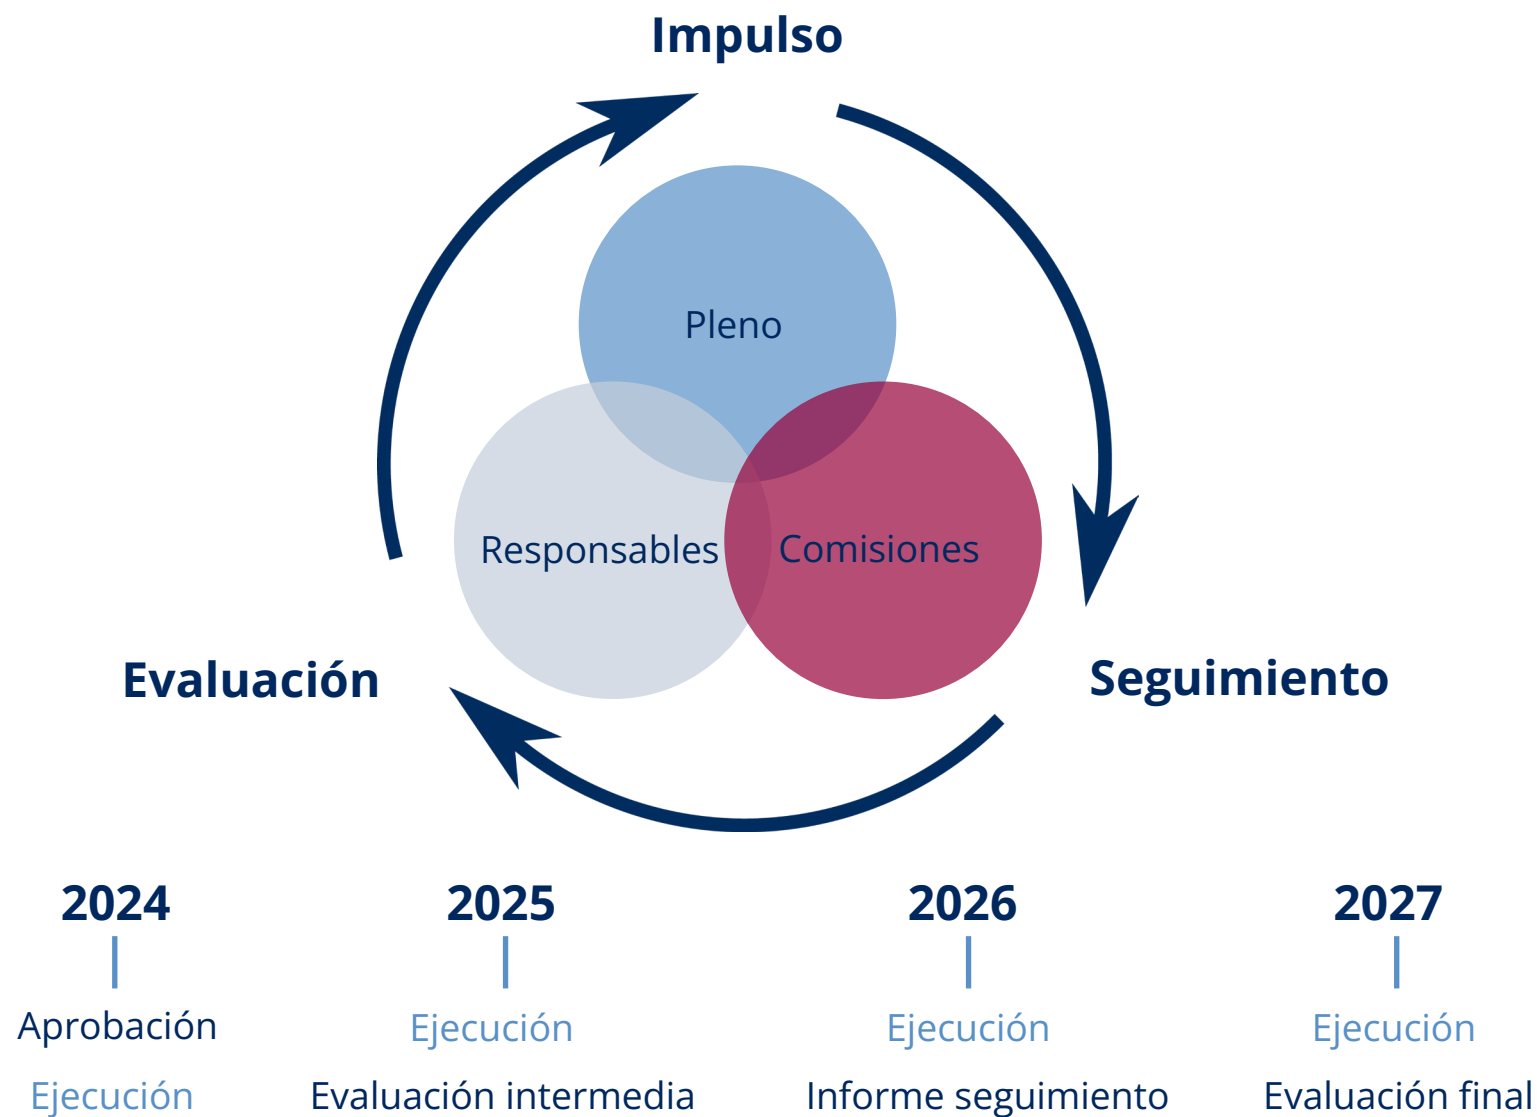 Impulso
Pleno
Responsables
Comisiones
Evaluación
Seguimiento
2024
2025
2026
2027
Aprobación
Ejecución
Ejecución
Ejecución
Ejecución
Evaluación intermedia
Informe seguimiento
Evaluación final